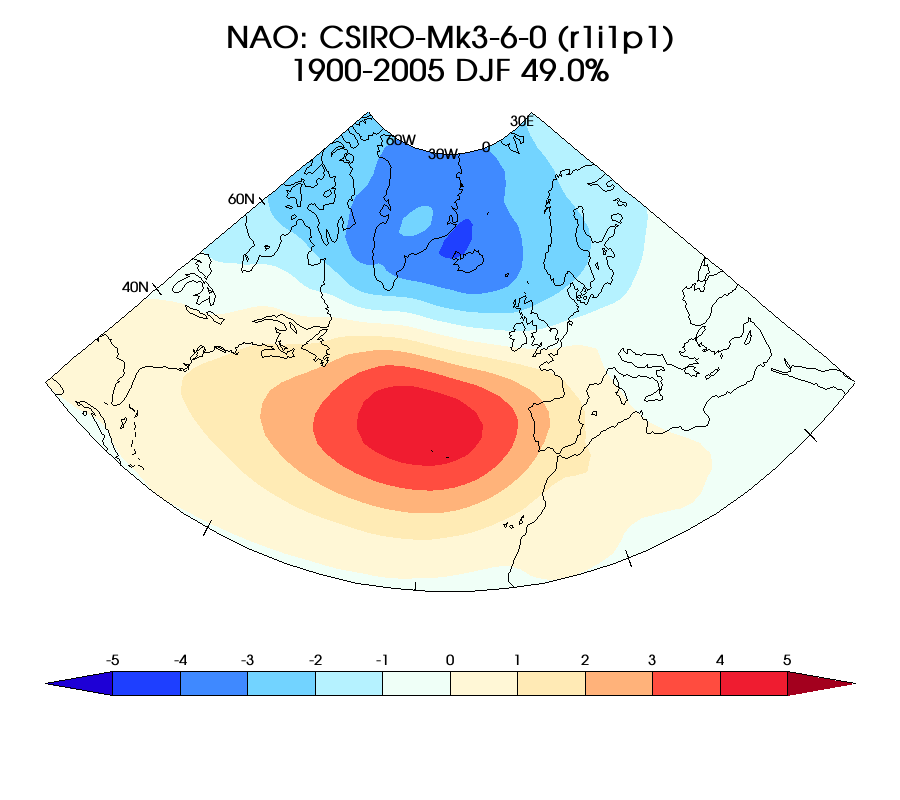 NAO: CSIRO-Mk3-6-0 (r1i1p1)
1900-2005 DJF 49.0%
30E
60W
30W
0
60N
40N
-5 -4 -3 -2 -1 0 1 2 3 4 5